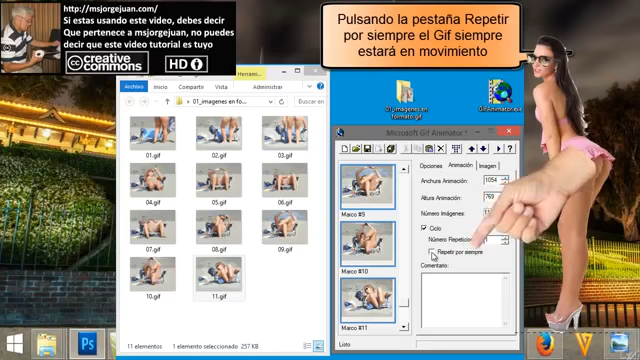 http://msjorgejuan.com/
Si estas usando este video, debes decir
Que pertenece a msjorgejuan, no puedes
decir que este video tutorial es tuyo
cc creative commons
HD i
Pulsando la pestaña Repetir
por siempre el Gif siempre
estará en movimiento
Herrami...
Archivo Inicio Compartir Vista Administrar
01_imagenes en fo...
Buscar en
01.gif 02.gif 03.gif
04.gif 05.gif 06.gif
07.gif 08.gif 09.gif
10.gif 11.gif
11 elementos 1 elemento seleccionado 257 KB
01_imagenes en
formato.gif
GifAnimator.exe
Microsoft Gif Animator *
Opciones Animación Imagen
Anchura Animación: 1054
Altura Animación: 769
Número Imágenes:
Ciclo
Número Repeticio
Repetir por siempre
Comentario:
Marco #9
Marco #10
Marco #11
Listo
Ps